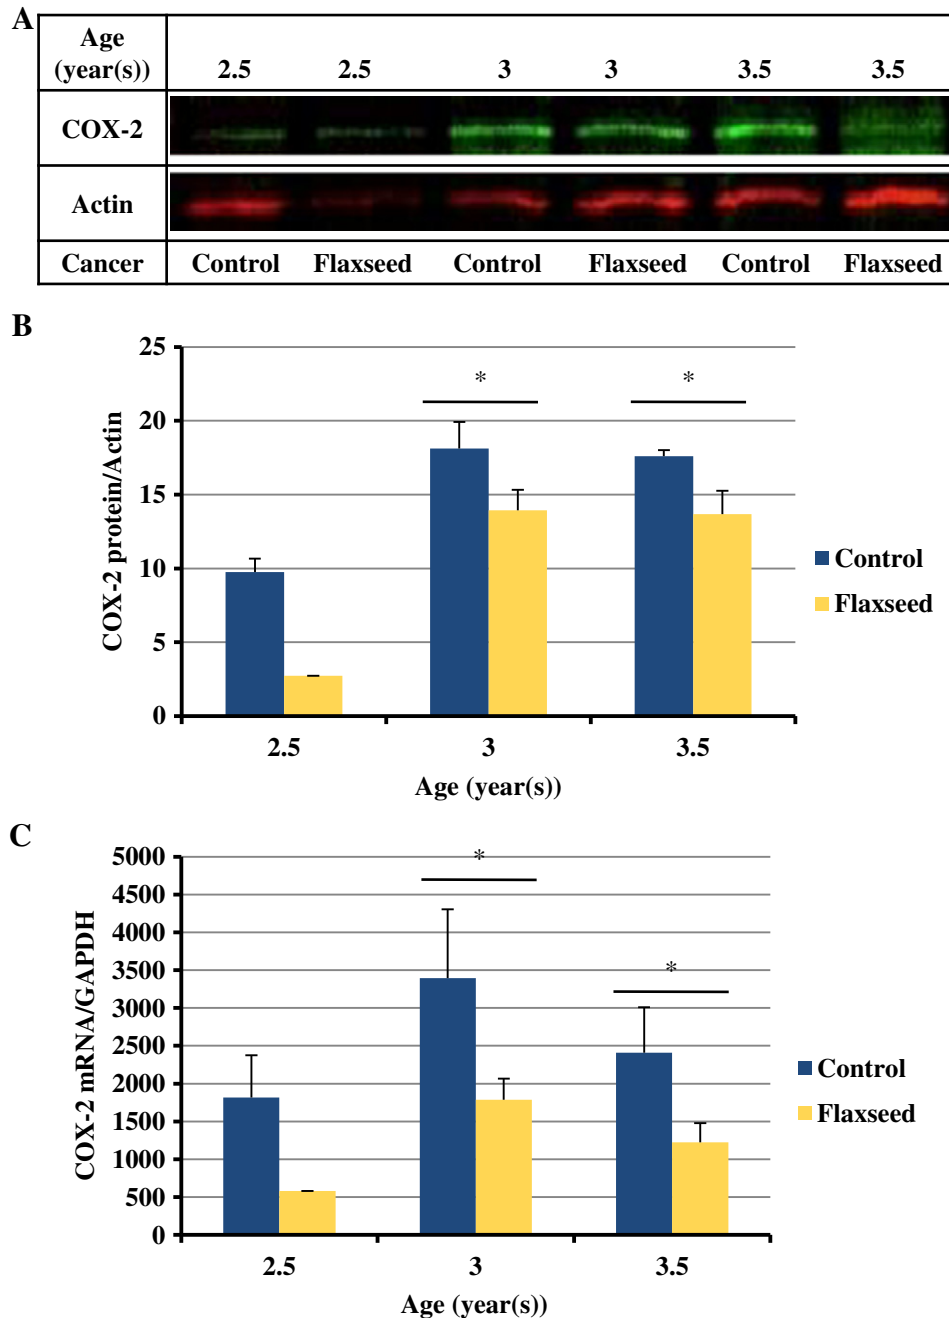 A
Age
(year(s))
2.5 2.5 3 3 3.5 3.5
COX-2
Actin
Cancer Control Flaxseed Control Flaxseed Control Flaxseed
B
25
20
15
10
5
0
COX-2 protein/Actin
* *
2.5 3 3.5
Age (year(s))
Control
Flaxseed
C
5000
4500
4000
3500
3000
2500
2000
1500
1000
500
0
COX-2 mRNA/GAPDH
*
*
2.5 3 3.5
Age (year(s))
Control
Flaxseed